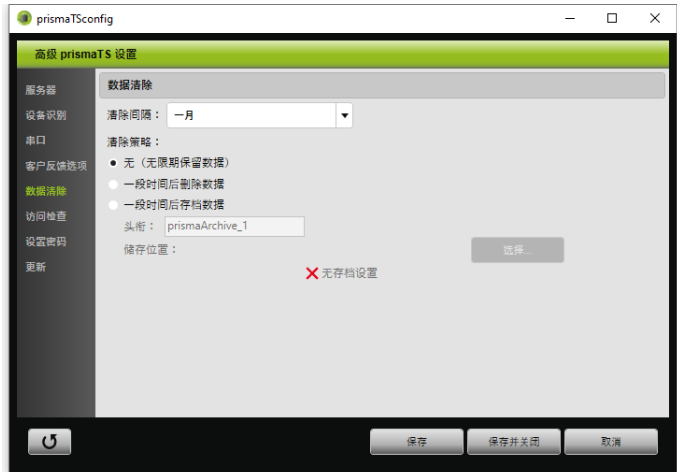 prismaTSconfig
高级 prismaTS 设置
服务器
设备识别
串口
客户反馈选项
数据清除
访问检查
设置密码
更新
数据清除
清除间隔： 一月
清除策略：
无（无限期保留数据）
一段时间后删除数据
一段时间后存档数据
头衔： prismaArchive_1
储存位置：
选择...
无存档设置
保存
保存并关闭
取消